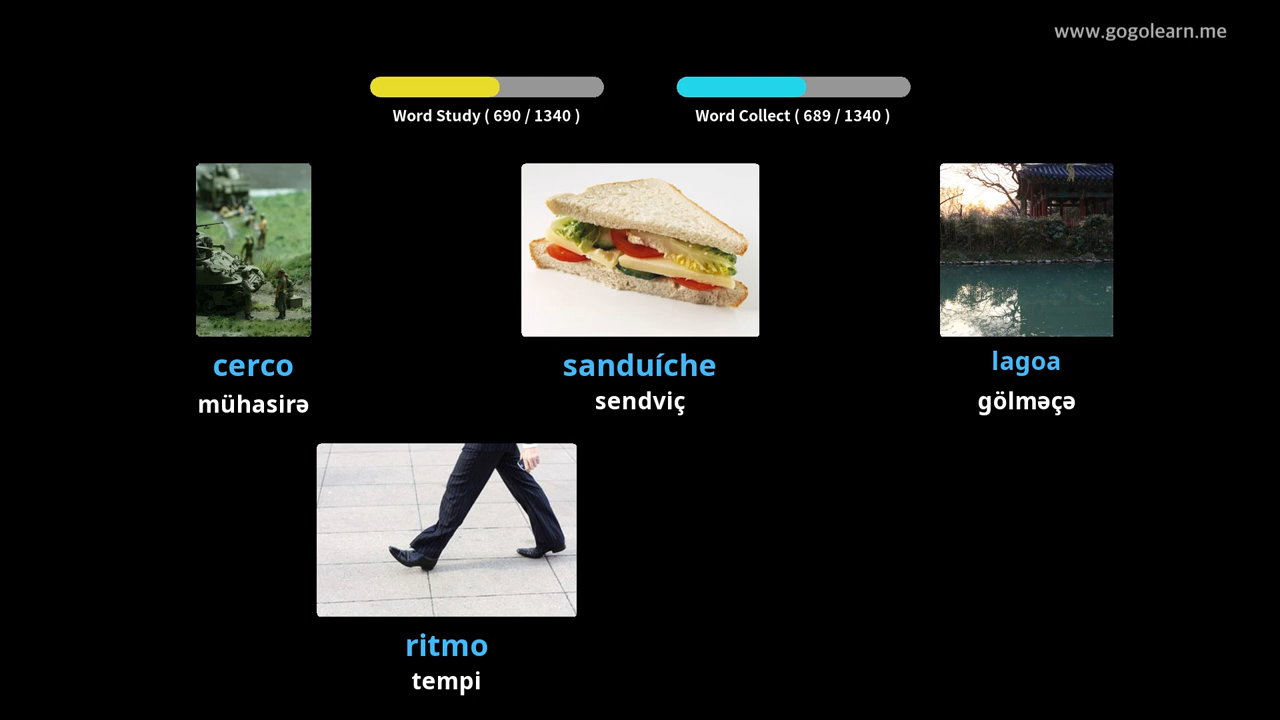 www.gogolearn.me
Word Study ( 690 / 1340 )
Word Collect ( 689 / 1340 )
cerco
mühasirə
sanduíche
sendviç
lagoa
gölməçə
ritmo
tempi